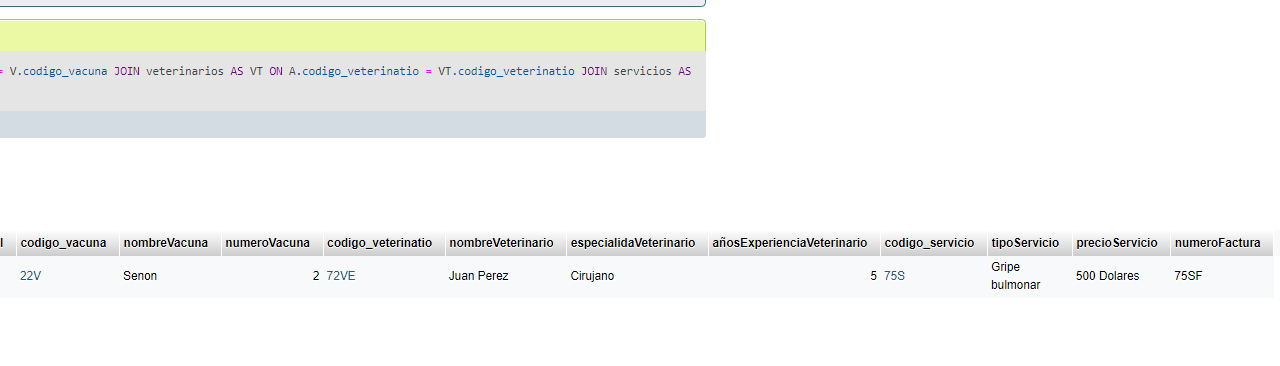 = V.codigo_vacuna JOIN veterinarios AS VT ON A.codigo_veterinatio = VT.codigo_veterinatio JOIN servicios AS
l codigo_vacuna nombreVacuna numeroVacuna codigo_veterinatio nombreVeterinario especialidaVeterinario añosExperienciaVeterinario codigo_servicio tipoServicio precioServicio numeroFactura
22V Senon 2 72VE Juan Perez Cirujano 5 75S Gripe bulmonar 500 Dolares 75SF